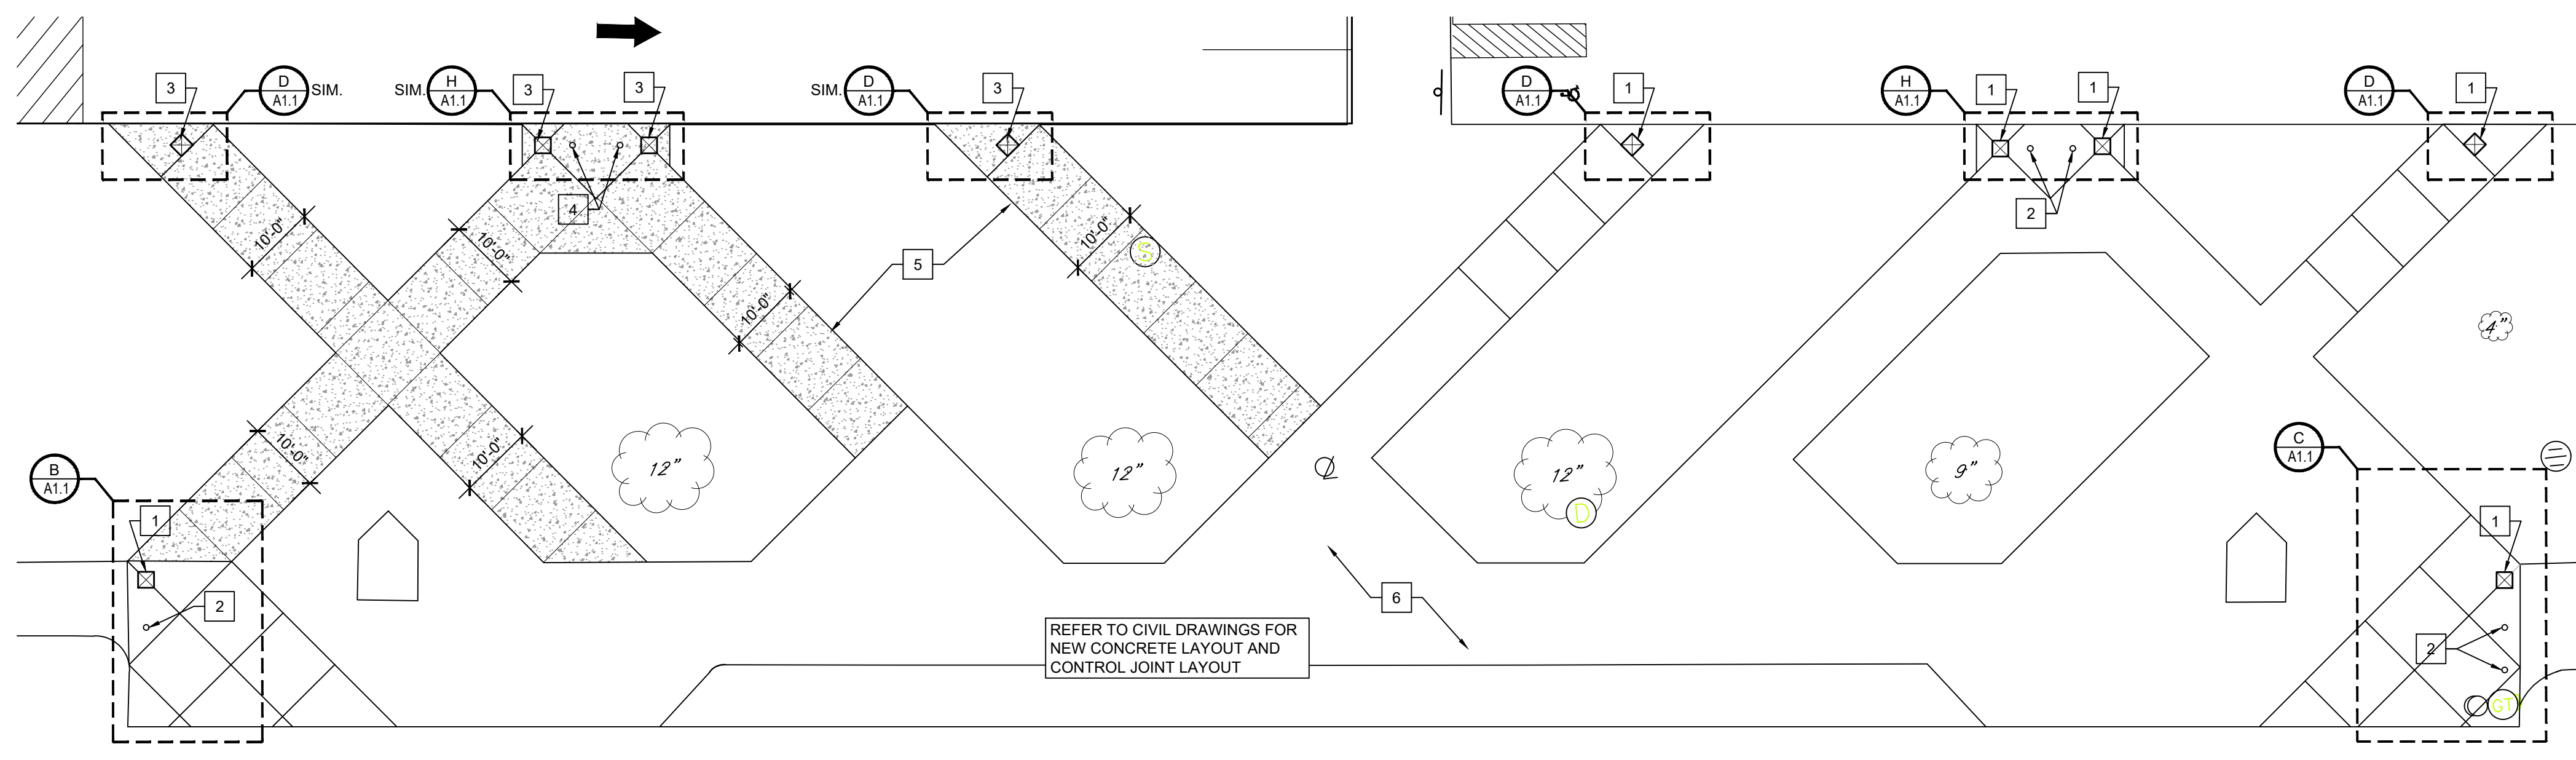 3
D
A1.1
SIM.
SIM.
H
A1.1
3
3
SIM.
D
A1.1
3
D
A1.1
1
H
A1.1
1
1
D
A1.1
1
4
2
10'-0"
10'-0"
10'-0"
S
5
10'-0"
4"
10'-0"
10'-0"
12"
12"
12"
9"
C
A1.1
B
A1.1
D
1
1
2
6
REFER TO CIVIL DRAWINGS FOR
NEW CONCRETE LAYOUT AND
CONTROL JOINT LAYOUT
2
GT